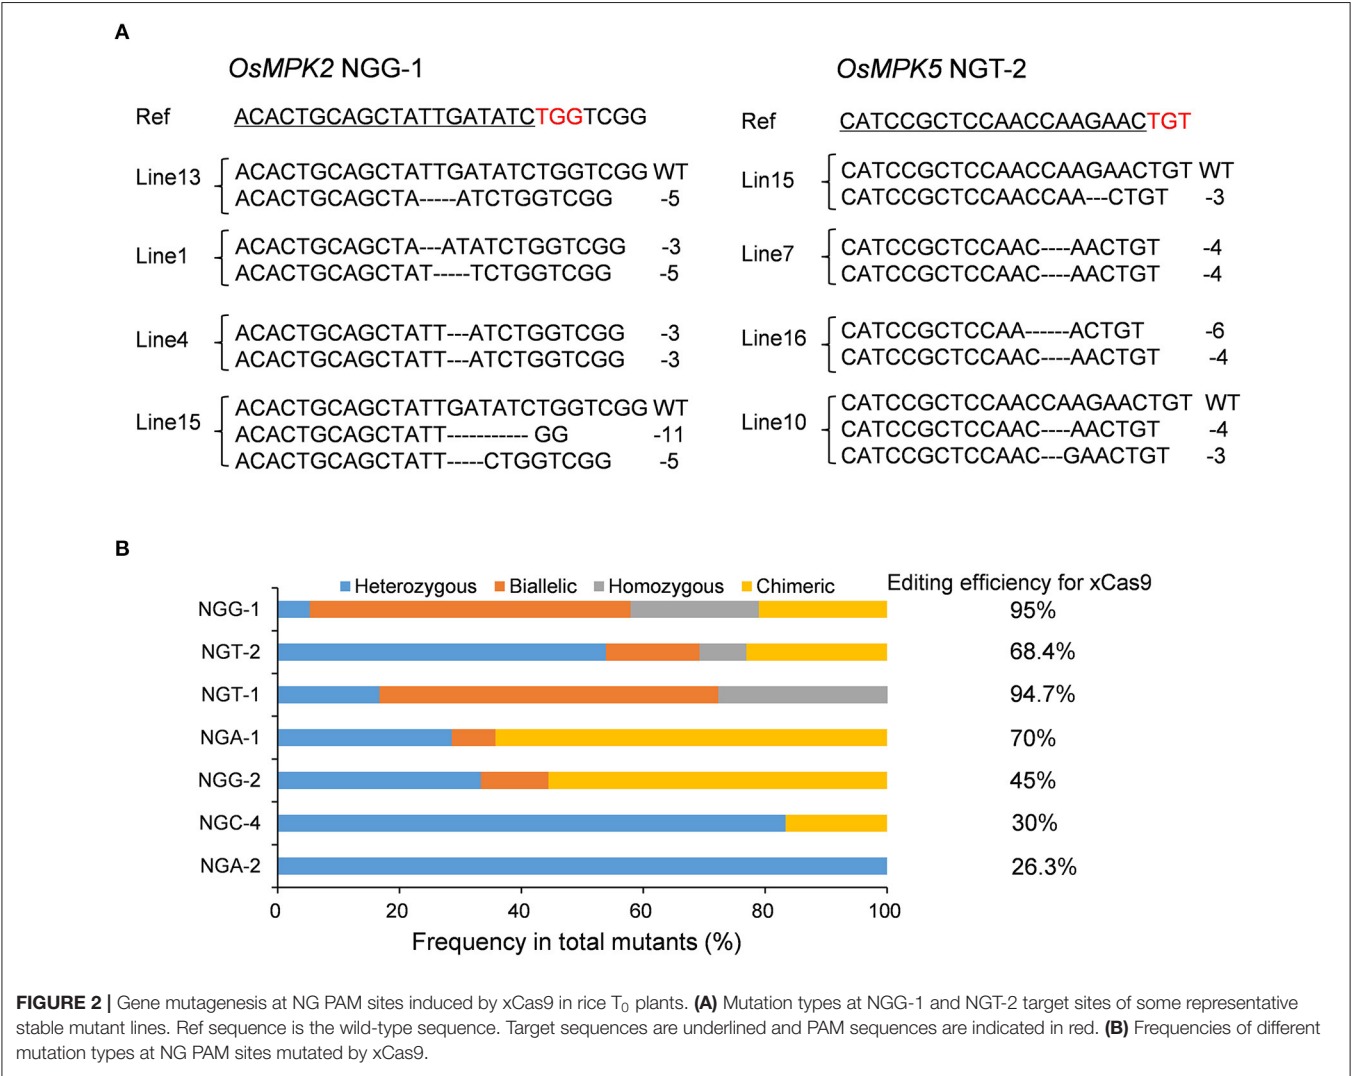 A
OsMPK2 NGG-1
Ref ACACTGCAGCTATTGATATCTGGTCGG
Line13 ACACTGCAGCTATTGATATCTGGTCGG WT
ACACTGCAGCTA-----ATCTGGTCGG -5
Line1 ACACTGCAGCTA---ATATCTGGTCGG -3
ACACTGCAGCTAT-----TCTGGTCGG -5
Line4 ACACTGCAGCTATT---ATCTGGTCGG -3
ACACTGCAGCTATT---ATCTGGTCGG -3
Line15 ACACTGCAGCTATTGATATCTGGTCGG WT
ACACTGCAGCTATT----------- GG -11
ACACTGCAGCTATT-----CTGGTCGG -5
OsMPK5 NGT-2
Ref CATCCGCTCCAACCAAGAACTGT
Lin15 CATCCGCTCCAACCAAGAACTGT WT
CATCCGCTCCAACCAA---CTGT -3
Line7 CATCCGCTCCAAC----AACTGT -4
CATCCGCTCCAAC----AACTGT -4
Line16 CATCCGCTCCAA------ACTGT -6
CATCCGCTCCAAC----AACTGT -4
Line10 CATCCGCTCCAACCAAGAACTGT WT
CATCCGCTCCAAC----AACTGT -4
CATCCGCTCCAAC---GAACTGT -3
B
Heterozygous Biallelic Homozygous Chimeric Editing efficiency for xCas9
NGG-1 95%
NGT-2 68.4%
NGT-1 94.7%
NGA-1 70%
NGG-2 45%
NGC-4 30%
NGA-2 26.3%
0 20 40 60 80 100
Frequency in total mutants (%)
FIGURE 2 | Gene mutagenesis at NG PAM sites induced by xCas9 in rice T0 plants. (A) Mutation types at NGG-1 and NGT-2 target sites of some representative
stable mutant lines. Ref sequence is the wild-type sequence. Target sequences are underlined and PAM sequences are indicated in red. (B) Frequencies of different
mutation types at NG PAM sites mutated by xCas9.